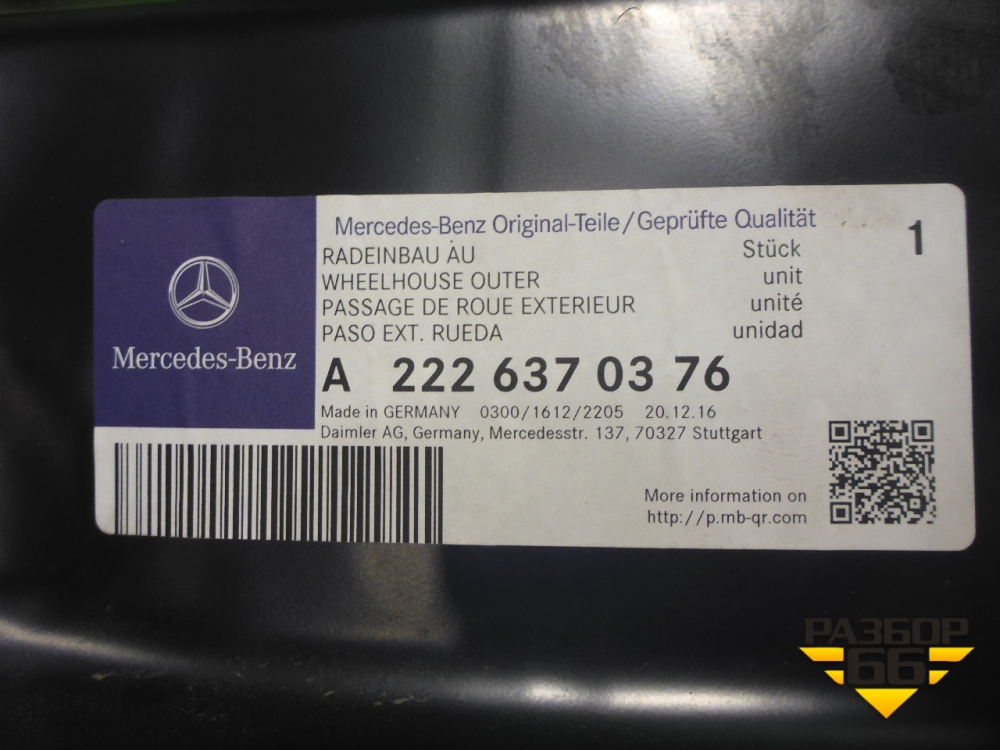 Mercedes-Benz Original-Teile/Geprüfte Qualität
RADEINBAU AU Stück 1
WHEELHOUSE OUTER unit
PASSAGE DE ROUE EXTERIEUR unité
PASO EXT. RUEDA unidad
Mercedes-Benz
A 222 637 03 76
Made in GERMANY 0300/1612/2205 20.12.16
Daimler AG, Germany, Mercedesstr. 137, 70327 Stuttgart
More information on
http://p.mb-qr.com
РАЗБОР
66